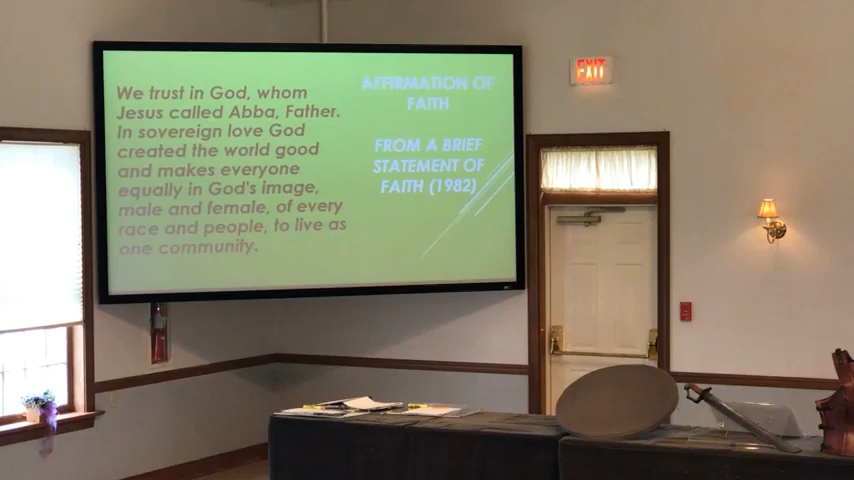 We trust in God, whom
Jesus called Abba, Father.
In sovereign love God
created the world good
and makes everyone
equally in God's image,
male and female, of every
race and people, to live as
one community.
AFFIRMATION OF
FAITH
FROM A BRIEF
STATEMENT OF
FAITH (1982)
EXIT